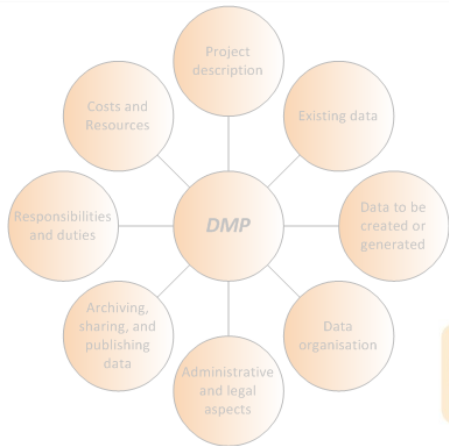 Project
description
Existing data
Data to be
created or
generated
Data
organisation
Administrative
and legal
aspects
Archiving,
sharing, and
publishing
data
Responsibilities
and duties
Costs and
Resources
DMP